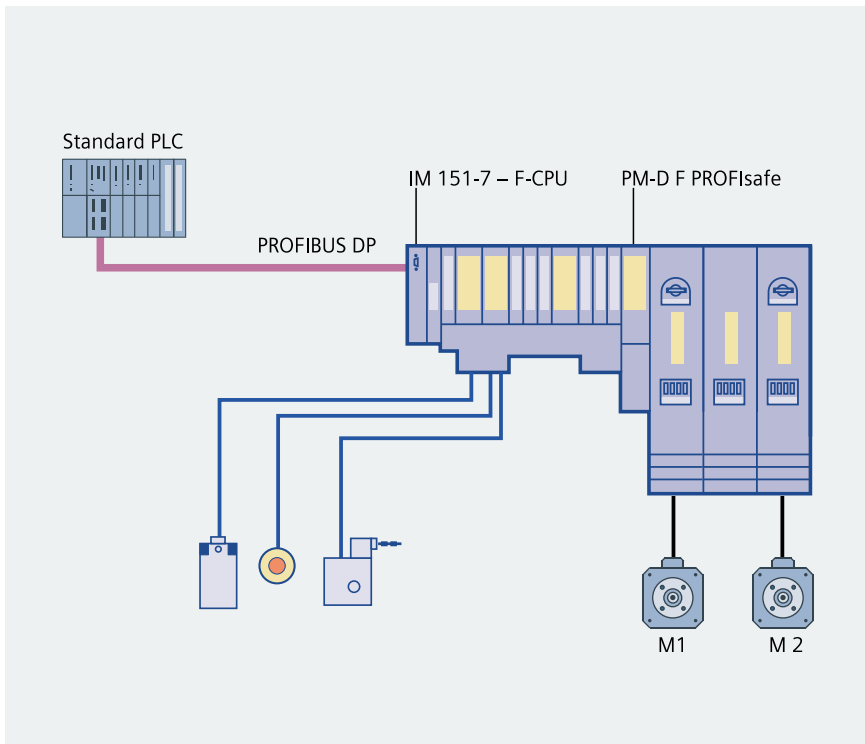 Standard PLC
IM 151-7 – F-CPU
PM-D F PROFIsafe
PROFIBUS DP
M1
M 2